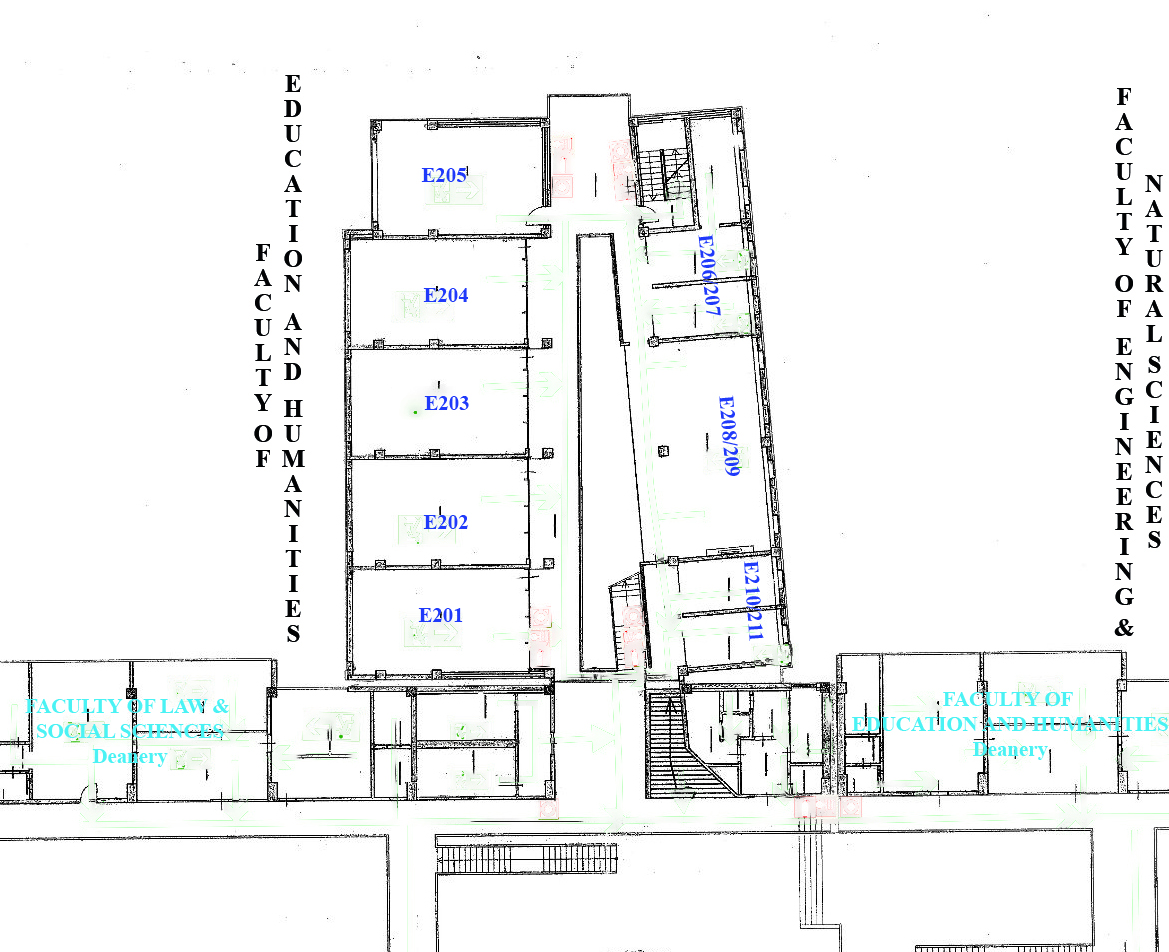 FACULTY OF
EDUCATION AND HUMANITIES
E205
E204
E203
E202
E201
E206/207
E208/209
E210/211
FACULTY OF ENGINEERING &
NATURAL SCIENCES
FACULTY OF LAW &
SOCIAL SCIENCES
Deanery
FACULTY OF
EDUCATION AND HUMANITIES
Deanery